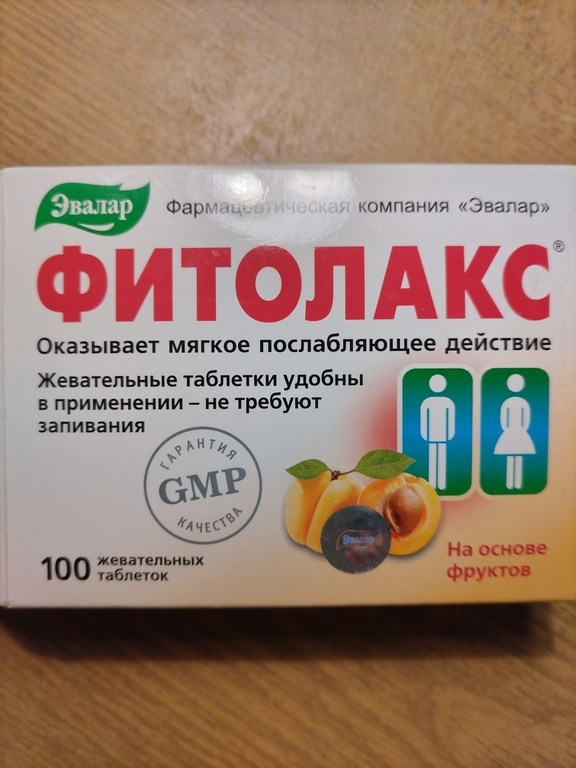 Эвалар
Фармацевтическая компания «Эвалар»
ФИТОЛАКС®
Оказывает мягкое послабляющее действие
Жевательные таблетки удобны
в применении – не требуют
запивания
ГАРАНТИЯ
GMP
КАЧЕСТВА
Эвалар
100 жевательных
таблеток
На основе
фруктов